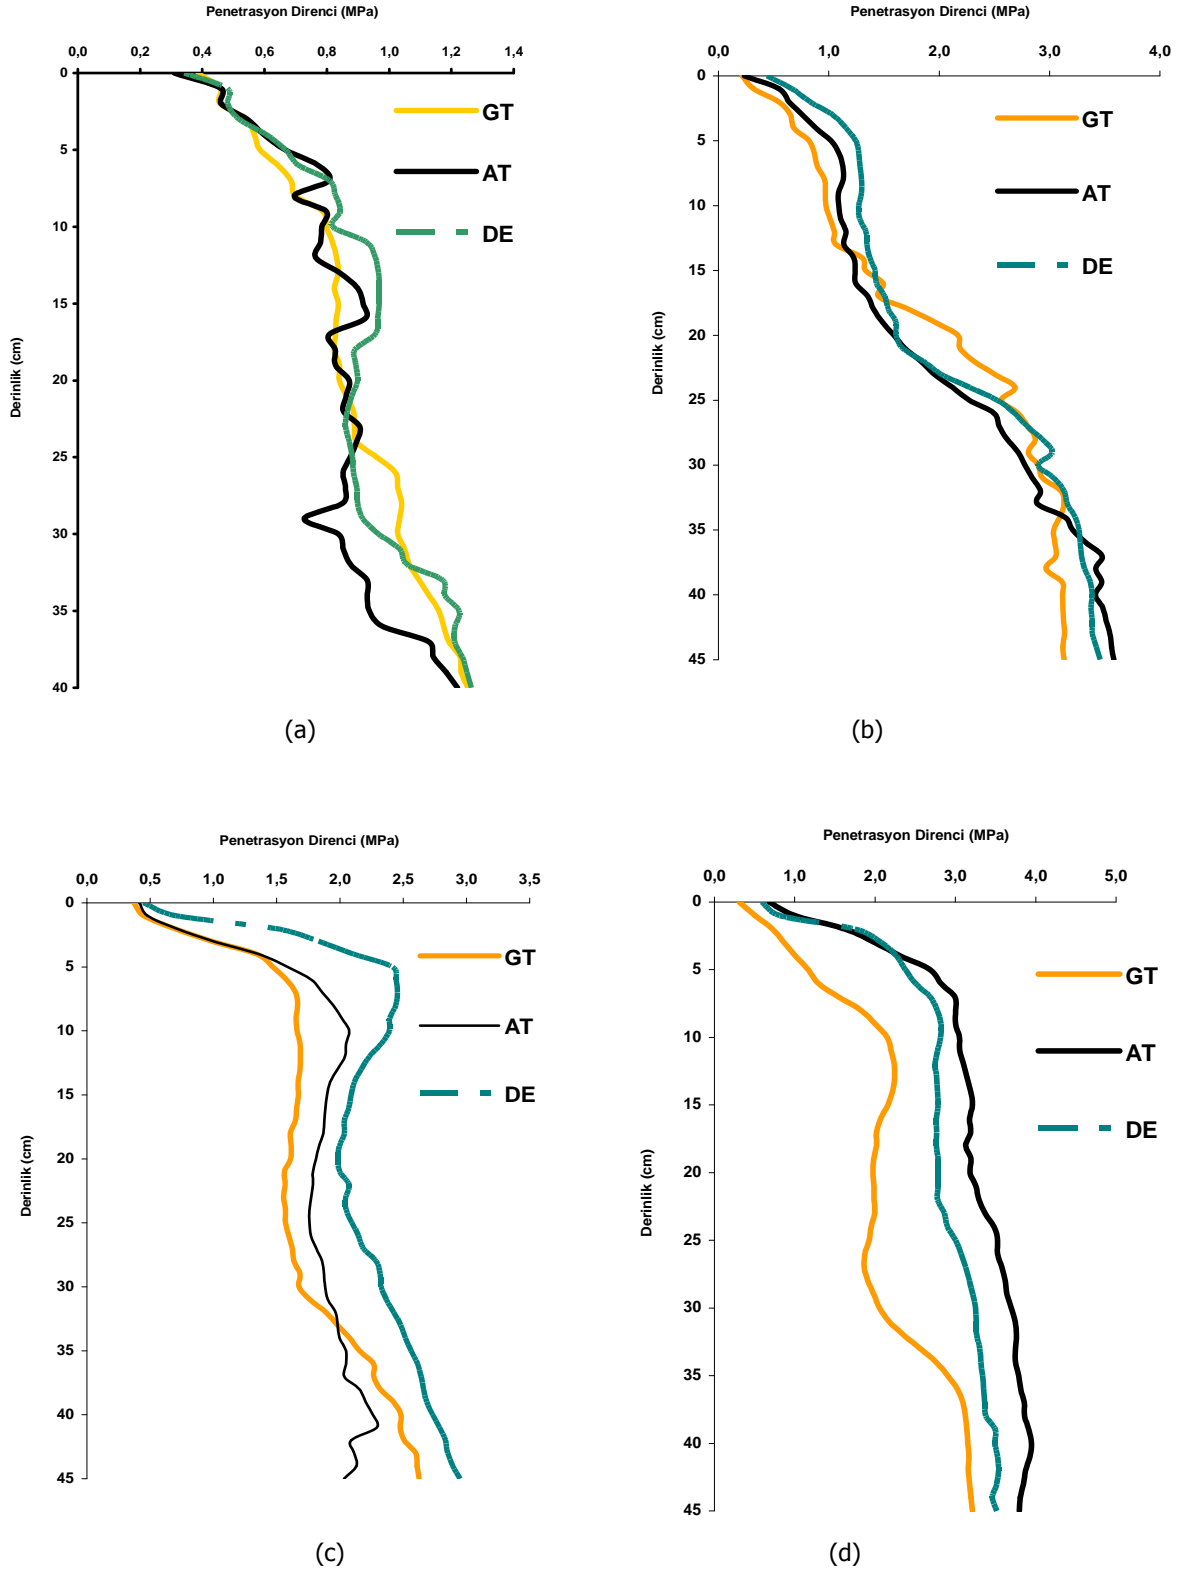 Penetrasyon Direnci (MPa)
0,0 0,2 0,4 0,6 0,8 1,0 1,2 1,4
0
5
10
15
20
25
30
35
40
Derinlik (cm)
GT
AT
DE
(a)
Penetrasyon Direnci (MPa)
0,0 1,0 2,0 3,0 4,0
0
5
10
15
20
25
30
35
40
45
Derinlik (cm)
GT
AT
DE
(b)
Penetrasyon Direnci (MPa)
0,0 0,5 1,0 1,5 2,0 2,5 3,0 3,5
0
5
10
15
20
25
30
35
40
45
Derinlik (cm)
GT
AT
DE
(c)
Penetrasyon Direnci (MPa)
0,0 1,0 2,0 3,0 4,0 5,0
0
5
10
15
20
25
30
35
40
45
Derinlik (cm)
GT
AT
DE
(d)